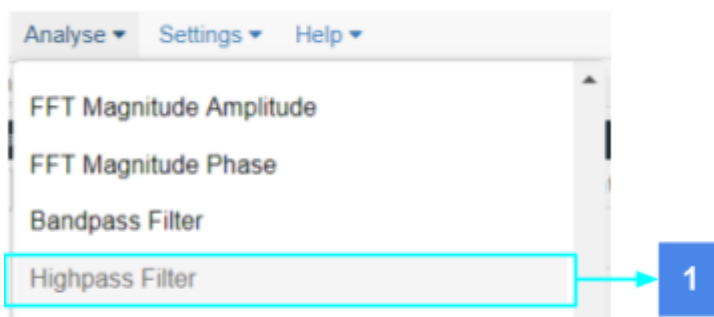 Analyse Settings Help
FFT Magnitude Amplitude
FFT Magnitude Phase
Bandpass Filter
Highpass Filter 1